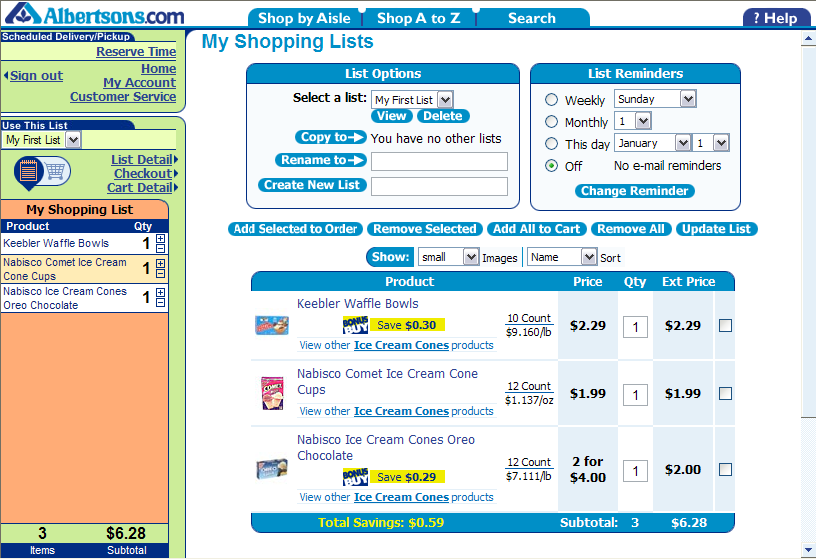 Albertsons.com
Shop by Aisle
Shop A to Z
Search
? Help
Scheduled Delivery/Pickup
Reserve Time
Sign out
Home
My Account
Customer Service
Use This List
My First List
List Detail
Checkout
Cart Detail
My Shopping List
Product Qty
Keebler Waffle Bowls 1
Nabisco Comet Ice Cream
Cone Cups 1
Nabisco Ice Cream Cones
Oreo Chocolate 1
3 $6.28
Items Subtotal
My Shopping Lists
List Options
Select a list: My First List
View Delete
Copy to You have no other lists
Rename to
Create New List
List Reminders
Weekly Sunday
Monthly 1
This day January 1
Off No e-mail reminders
Change Reminder
Add Selected to Order Remove Selected Add All to Cart Remove All Update List
Show: small Images Name Sort
Product Price Qty Ext Price
Keebler Waffle Bowls
BONUS BUY Save $0.30
10 Count
$9.160/lb
$2.29 1 $2.29
View other Ice Cream Cones products
Nabisco Comet Ice Cream Cone
Cups
12 Count
$1.137/oz
$1.99 1 $1.99
View other Ice Cream Cones products
Nabisco Ice Cream Cones Oreo
Chocolate
BONUS BUY Save $0.29
12 Count
$7.111/lb
2 for
$4.00
1 $2.00
View other Ice Cream Cones products
Total Savings: $0.59 Subtotal: 3 $6.28